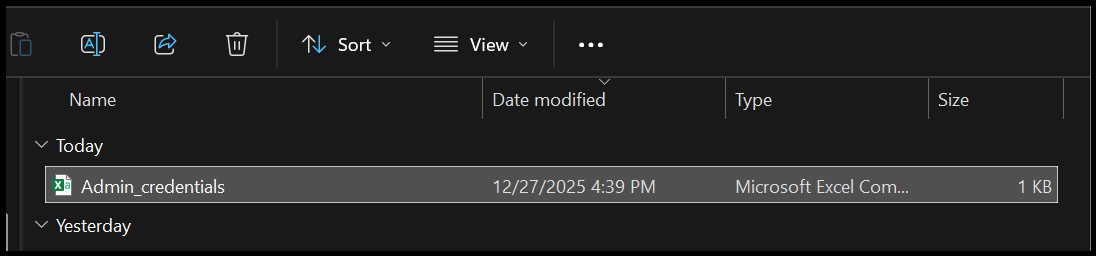 Sort View ...
Name Date modified Type Size
Today
Admin_credentials 12/27/2025 4:39 PM Microsoft Excel Com... 1 KB
Yesterday